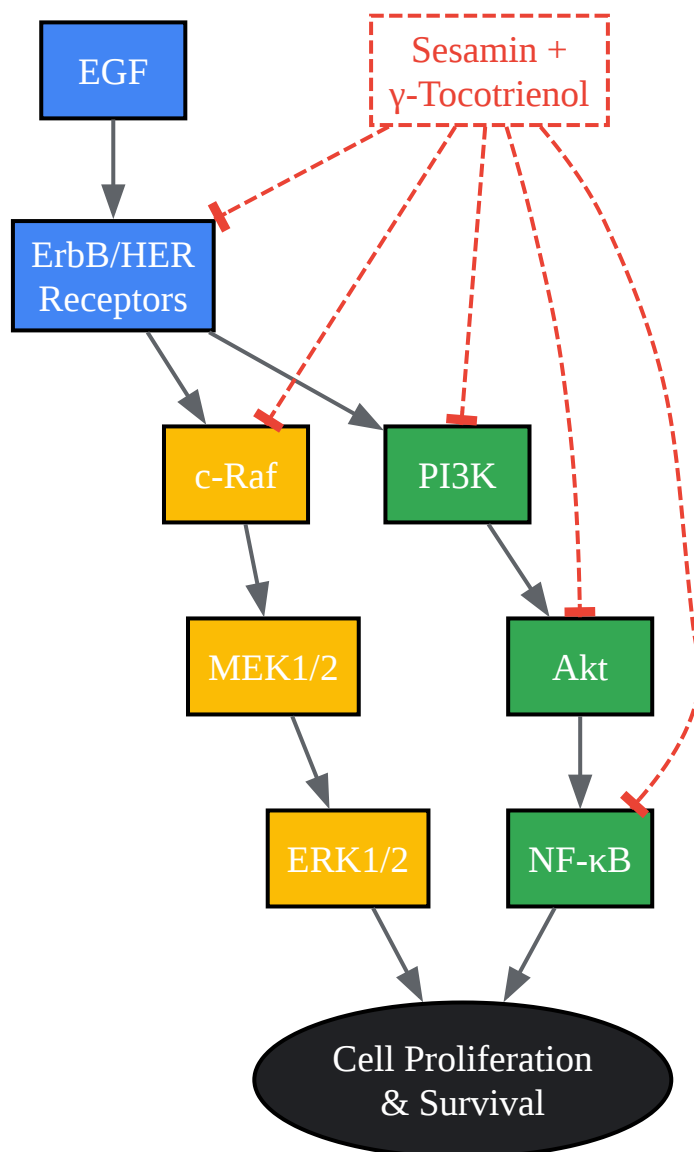 EGF
Sesamin +
γ-Tocotrienol
ErbB/HER
Receptors
c-Raf
PI3K
MEK1/2
Akt
ERK1/2
NF-κB
Cell Proliferation
& Survival